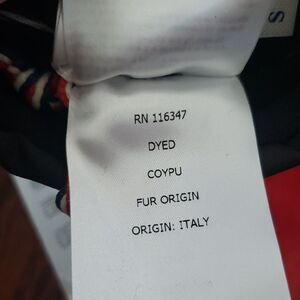 RN 116347
DYED
COYPU
FUR ORIGIN
ORIGIN: ITALY
S